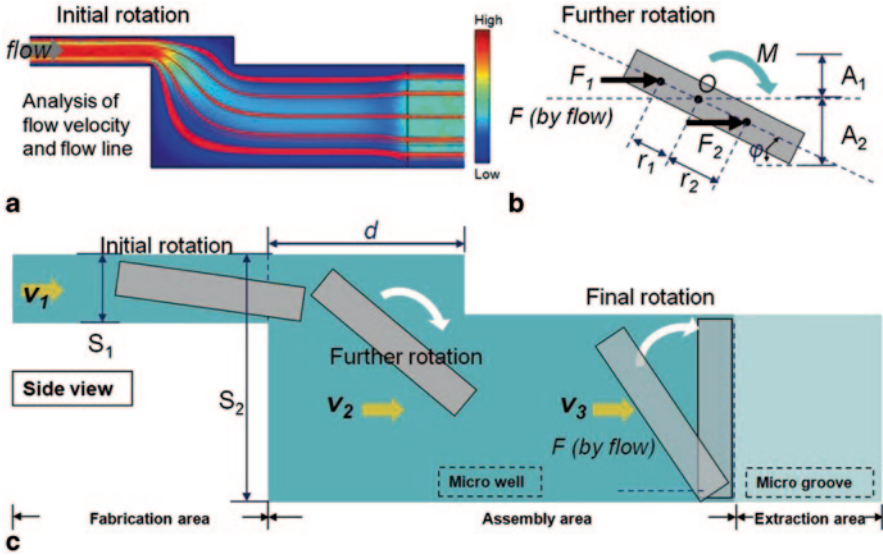 Initial rotation
flow
Analysis of
flow velocity
and flow line
High
Low
a
Further rotation
M
F1
O
A1
F (by flow)
F2
A2
φ
r1
r2
b
Initial rotation
d
v1
S1
Final rotation
Further rotation
Side view
S2
v2
v3
F (by flow)
Micro well
Micro groove
Fabrication area
Assembly area
Extraction area
c